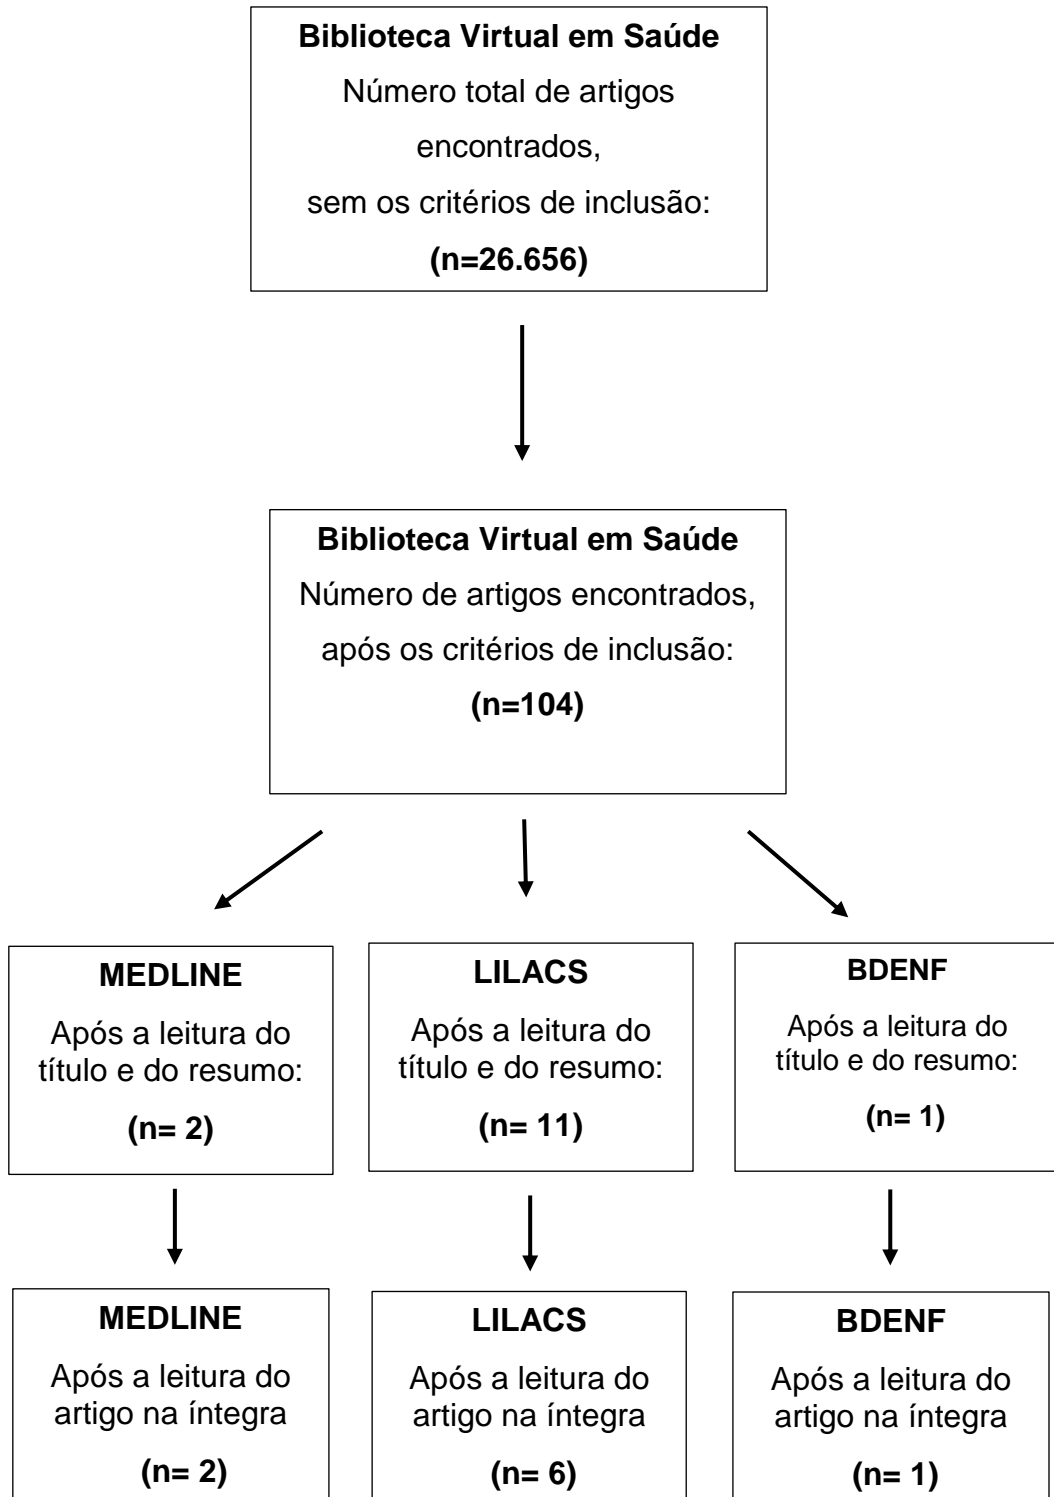 Biblioteca Virtual em Saúde
Número total de artigos
encontrados,
sem os critérios de inclusão:
(n=26.656)
Biblioteca Virtual em Saúde
Número de artigos encontrados,
após os critérios de inclusão:
(n=104)
MEDLINE
Após a leitura do
título e do resumo:
(n= 2)
LILACS
Após a leitura do
título e do resumo:
(n= 11)
BDENF
Após a leitura do
título e do resumo:
(n= 1)
MEDLINE
Após a leitura do
artigo na íntegra
(n= 2)
LILACS
Após a leitura do
artigo na íntegra
(n= 6)
BDENF
Após a leitura do
artigo na íntegra
(n= 1)